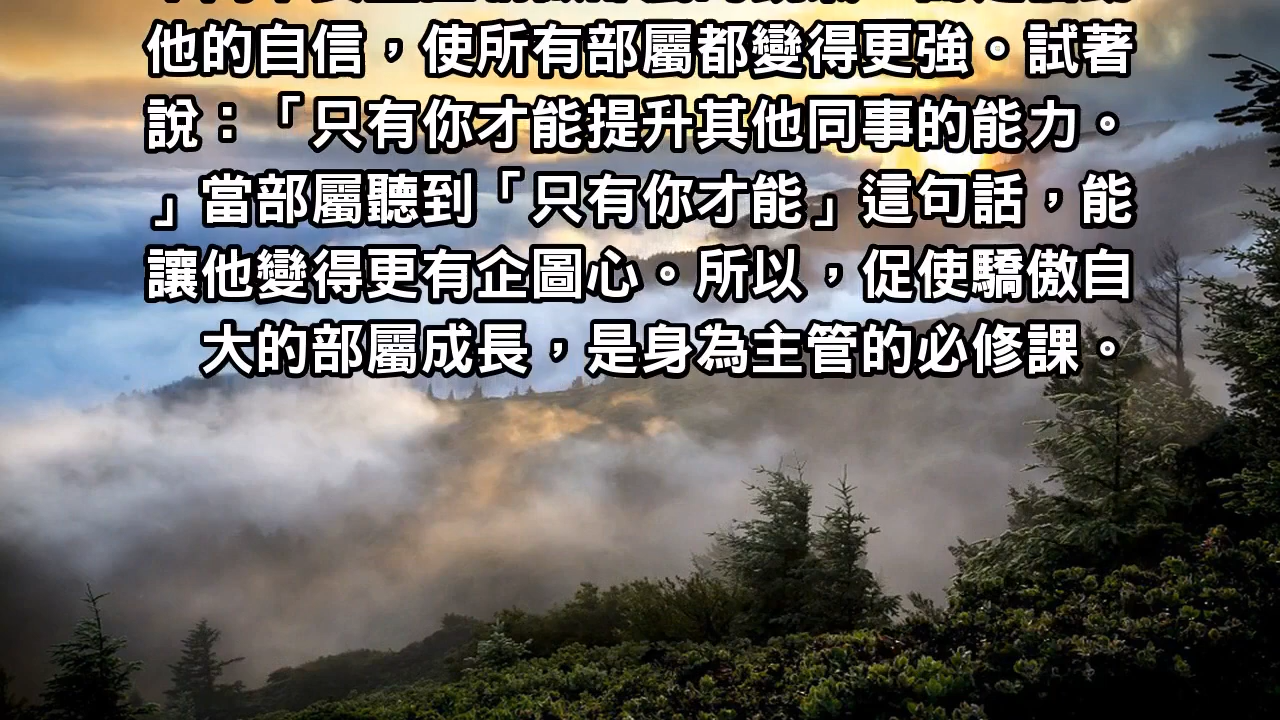 他的自信，使所有部屬都變得更強。試著
說：「只有你才能提升其他同事的能力。
」當部屬聽到「只有你才能」這句話，能
讓他變得更有企圖心。所以，促使驕傲自
大的部屬成長，是身為主管的必修課。